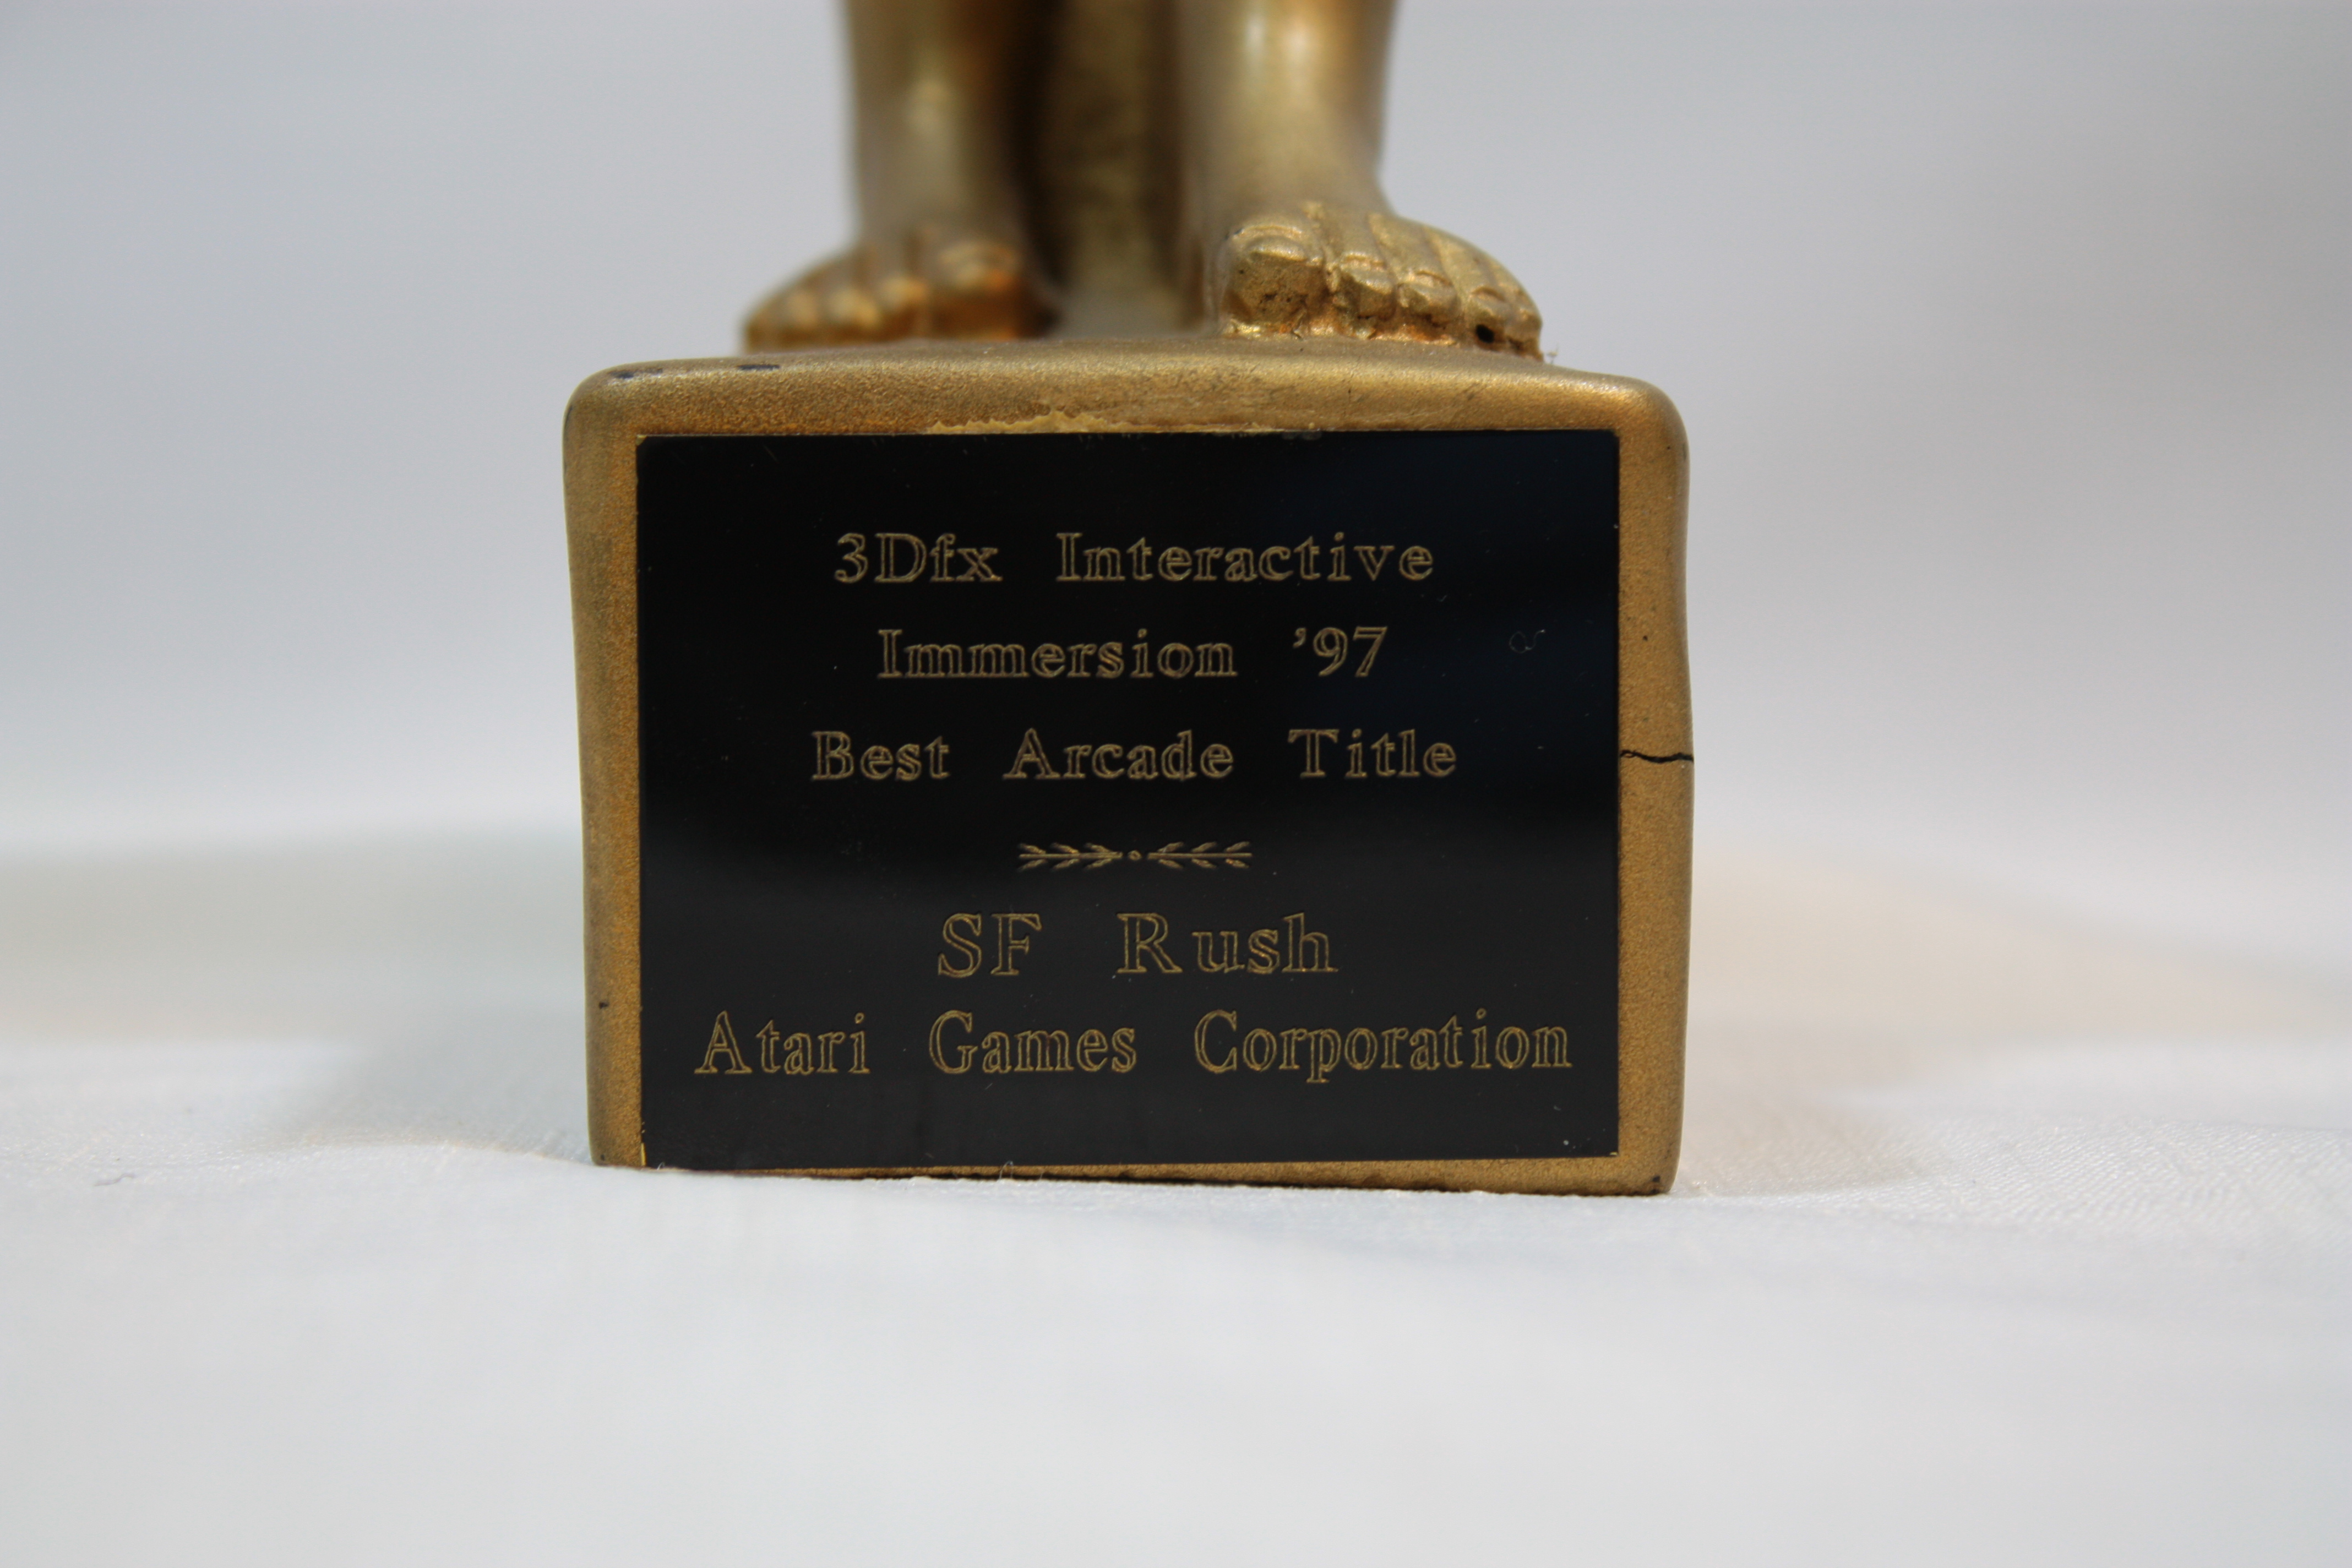 3Dfx Interactive
Immersion '97
Best Arcade Title
SF Rush
Atari Games Corporation